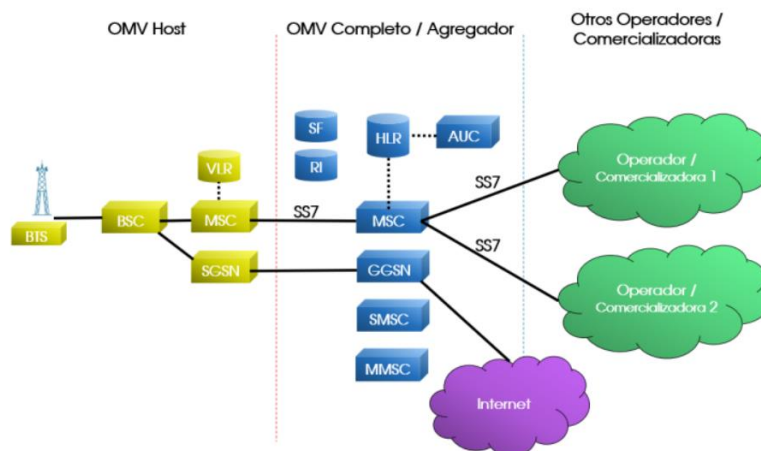 OMV Host
OMV Completo / Agregador
Otros Operadores /
Comercializadoras
SF
HLR
AUC
VLR
RI
Operador /
Comercializadora 1
SS7
BTS
BSC
MSC
SS7
MSC
SS7
SGSN
GGSN
Operador /
Comercializadora 2
SMSC
MMSC
Internet